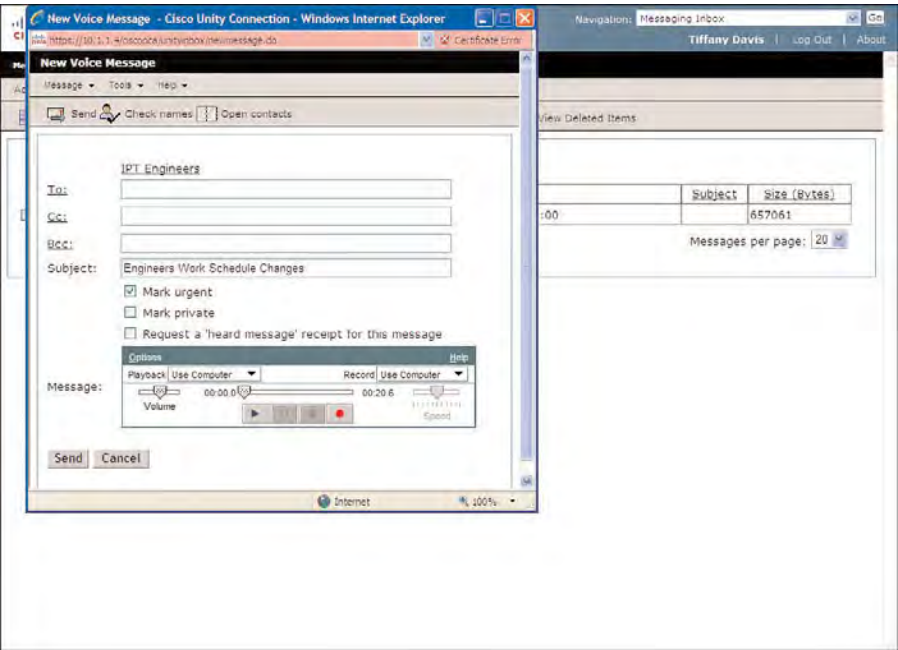 New Voice Message - Cisco Unity Connection - Windows Internet Explorer
Certificate Error
Navigation: Messaging Inbox Go
Tiffany Davis | Log Out | About
New Voice Message
Message Tools Help
Send Check names Open contacts
View Deleted Items
IPT Engineers
To:
Cc:
Bcc:
Subject: Engineers Work Schedule Changes
Mark urgent
Mark private
Request a 'heard message' receipt for this message
Options Help
Playback Use Computer Record Use Computer
Message:
00:00.0 00:20.6
Volume Speed
Send Cancel
Internet 100%
Subject Size (Bytes)
:00 657061
Messages per page: 20